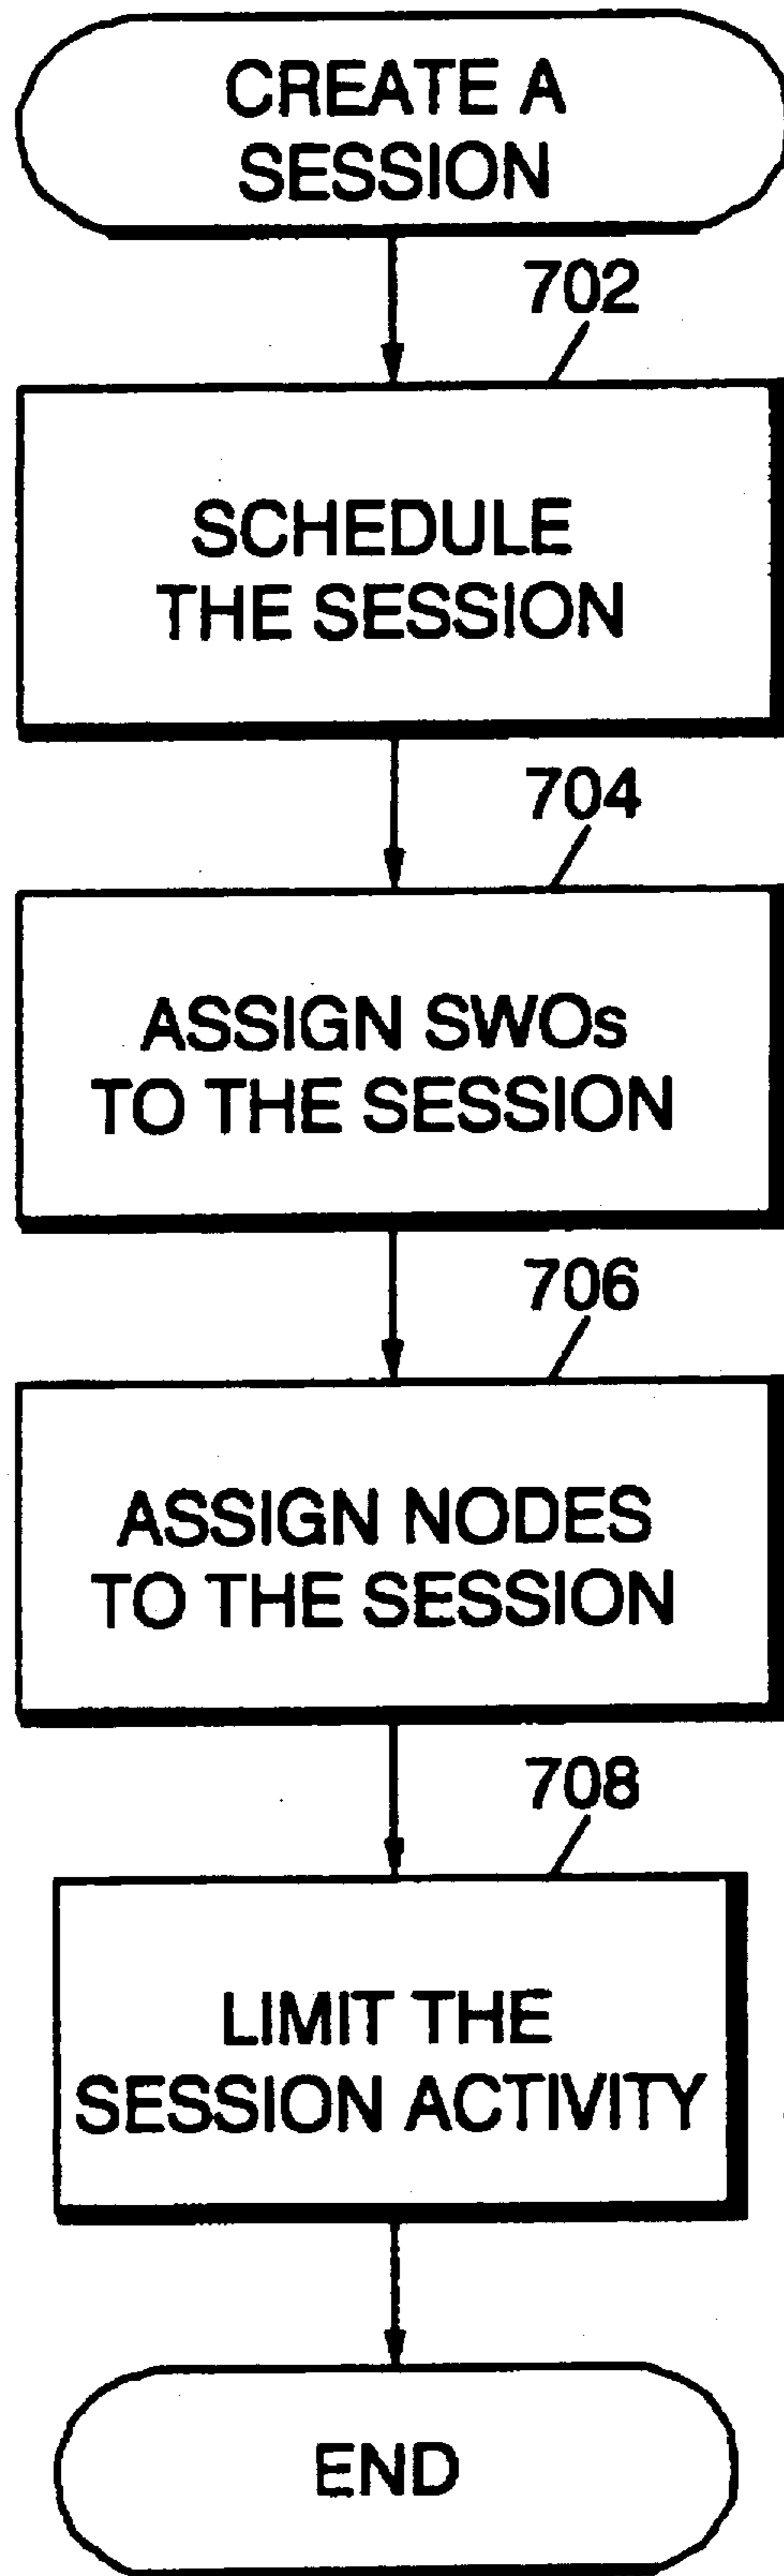 CREATE A
SESSION
702
SCHEDULE
THE SESSION
704
ASSIGN SWOs
TO THE SESSION
706
ASSIGN NODES
TO THE SESSION
708
LIMIT THE
SESSION ACTIVITY
END